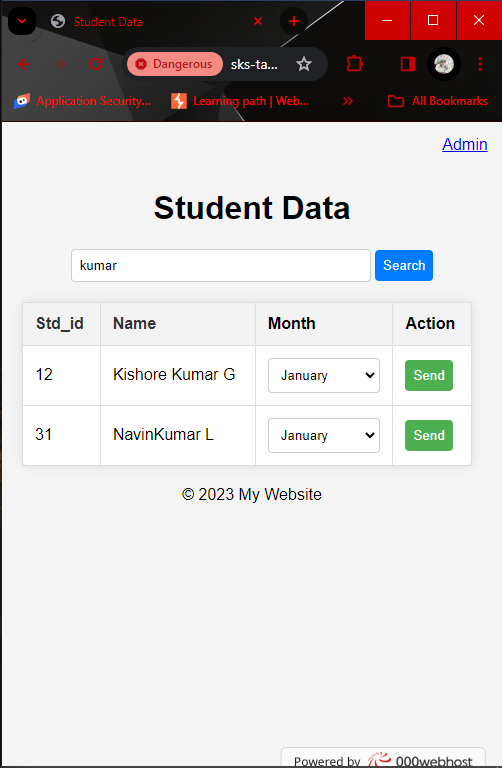 Student Data
Dangerous sks-ta...
Application Security... Learning path | Web... » All Bookmarks
Admin
Student Data
kumar Search
Std_id Name Month Action
12 Kishore Kumar G January Send
31 NavinKumar L January Send
© 2023 My Website
Powered by 000webhost